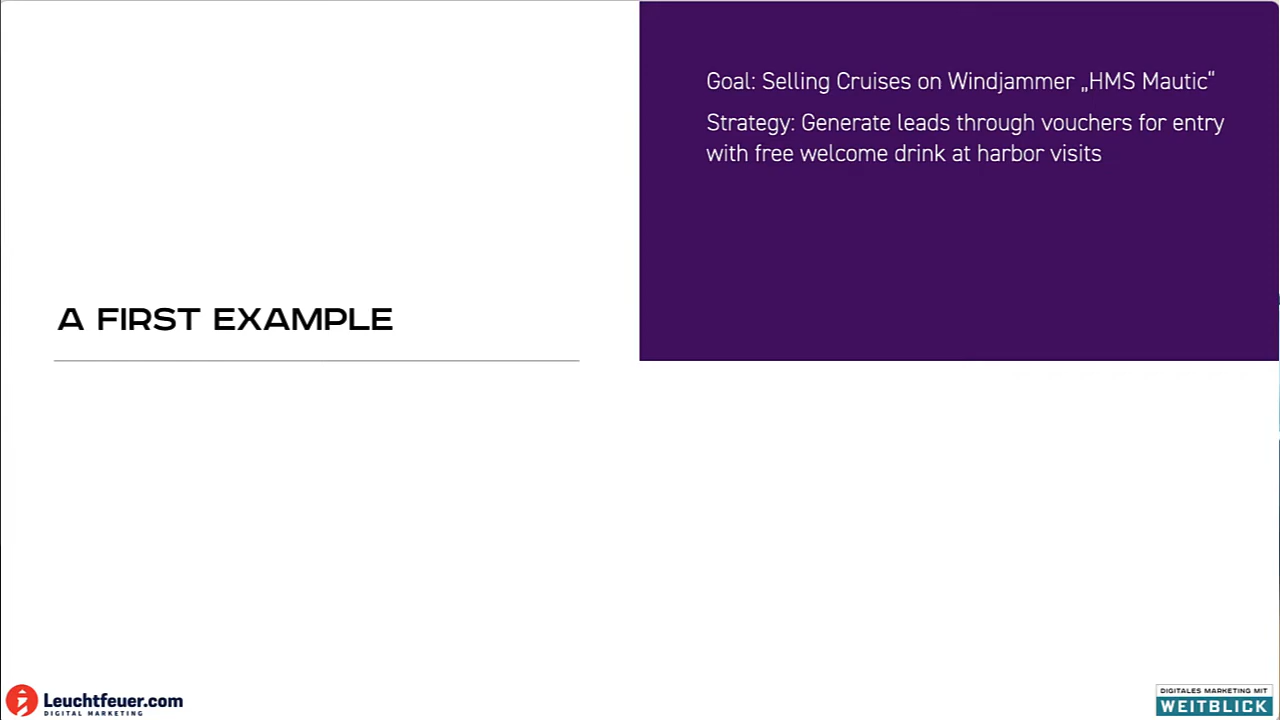 Goal: Selling Cruises on Windjammer „HMS Mautic“
Strategy: Generate leads through vouchers for entry
with free welcome drink at harbor visits
A FIRST EXAMPLE
Leuchtfeuer.com
DIGITAL MARKETING
DIGITALES MARKETING MIT
WEITBLICK